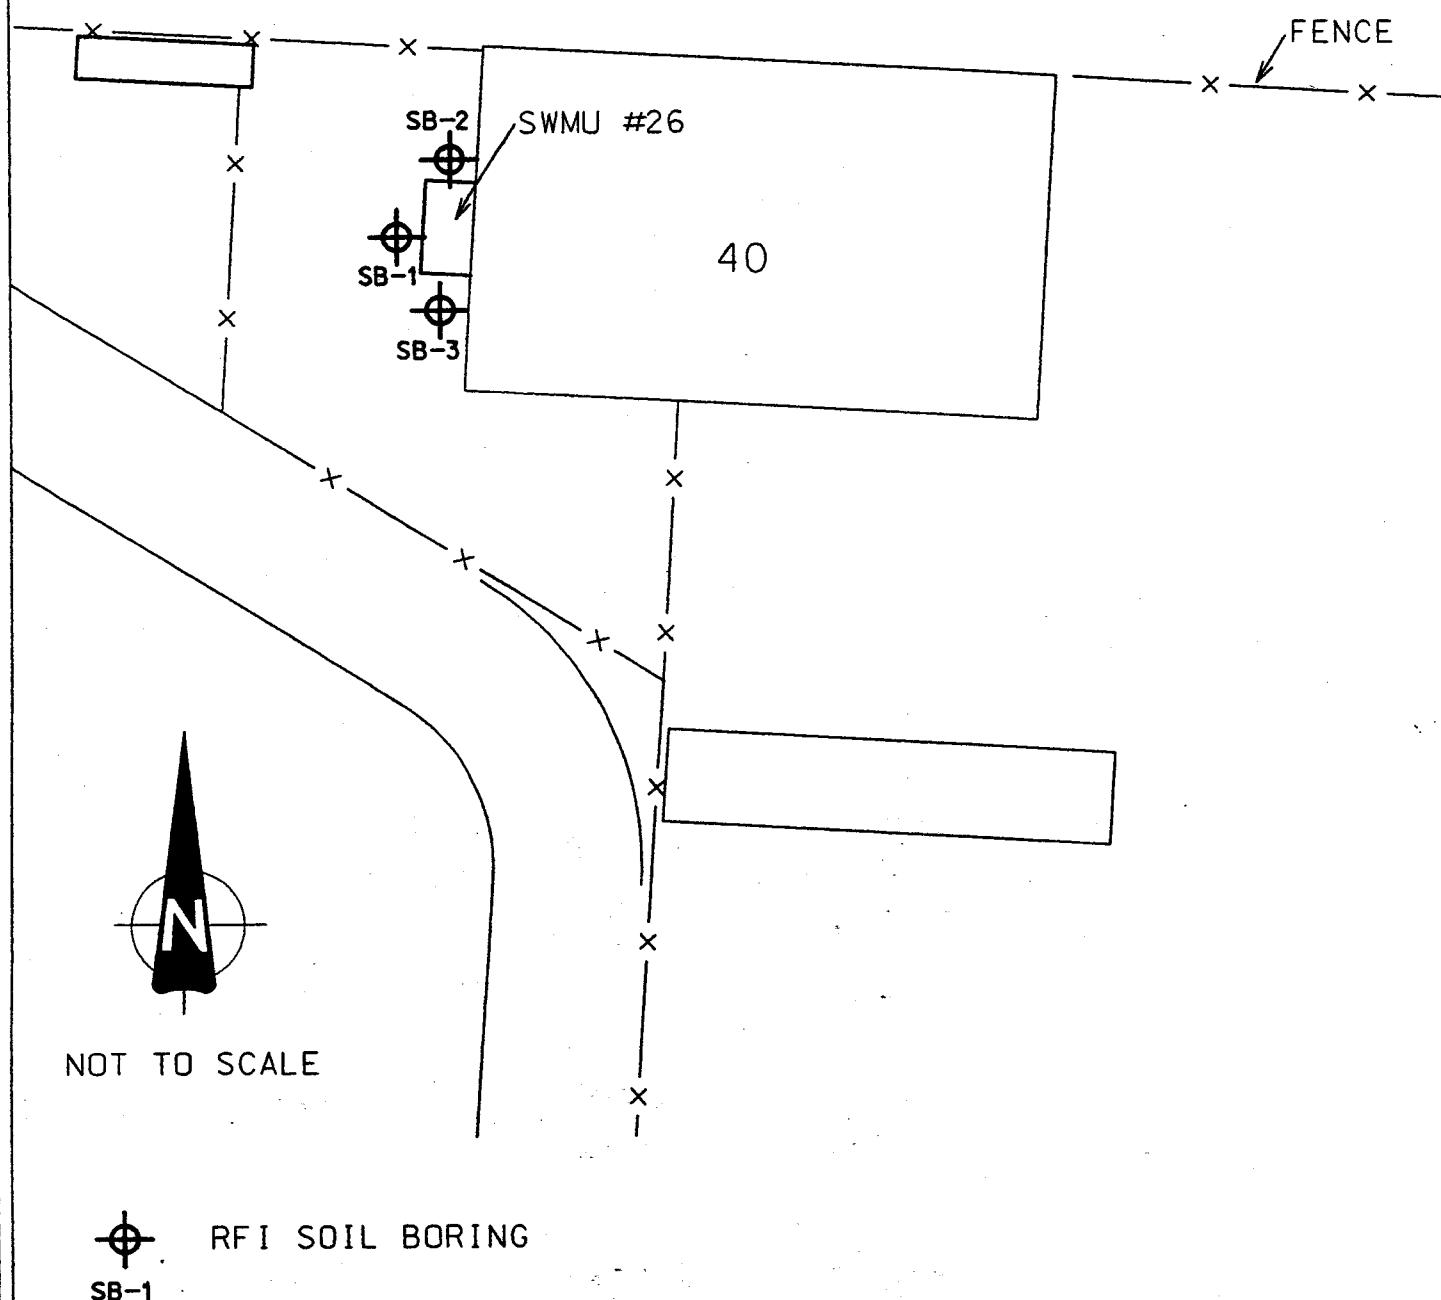 FENCE
SB-2
SWMU #26
40
SB-1
SB-3
N
NOT TO SCALE
RFI SOIL BORING
SB-1